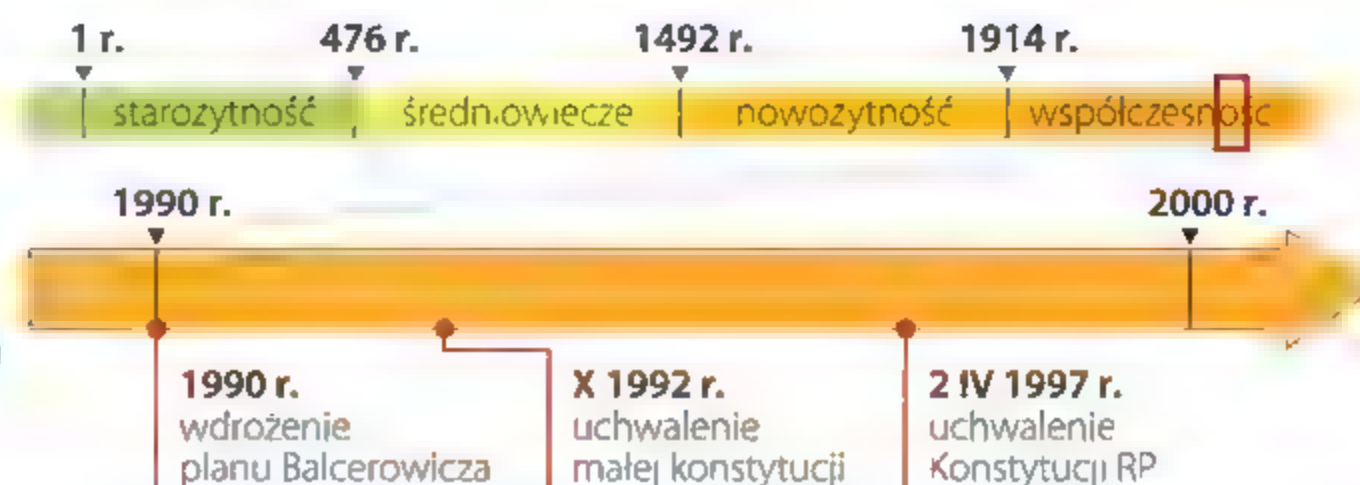 1 r. 476 r. 1492 r. 1914 r.
starożytność średniowiecze nowożytność współczesność
1990 r. 2000 r.
1990 r. X 1992 r. 2 IV 1997 r.
wdrożenie uchwalenie uchwalenie
planu Balcerowicza małej konstytucji Konstytucji RP